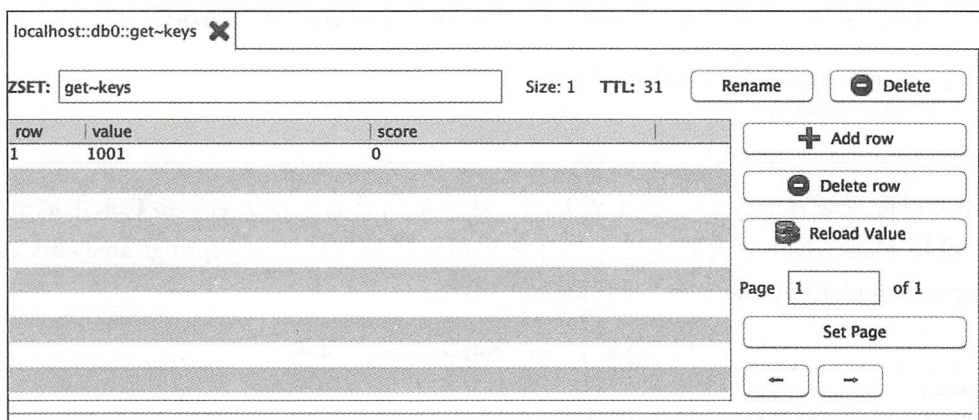 localhost::db0::get~keys
ZSET: get~keys Size: 1 TTL: 31 Rename Delete
row value score
1 1001 0
Add row
Delete row
Reload Value
Page 1 of 1
Set Page